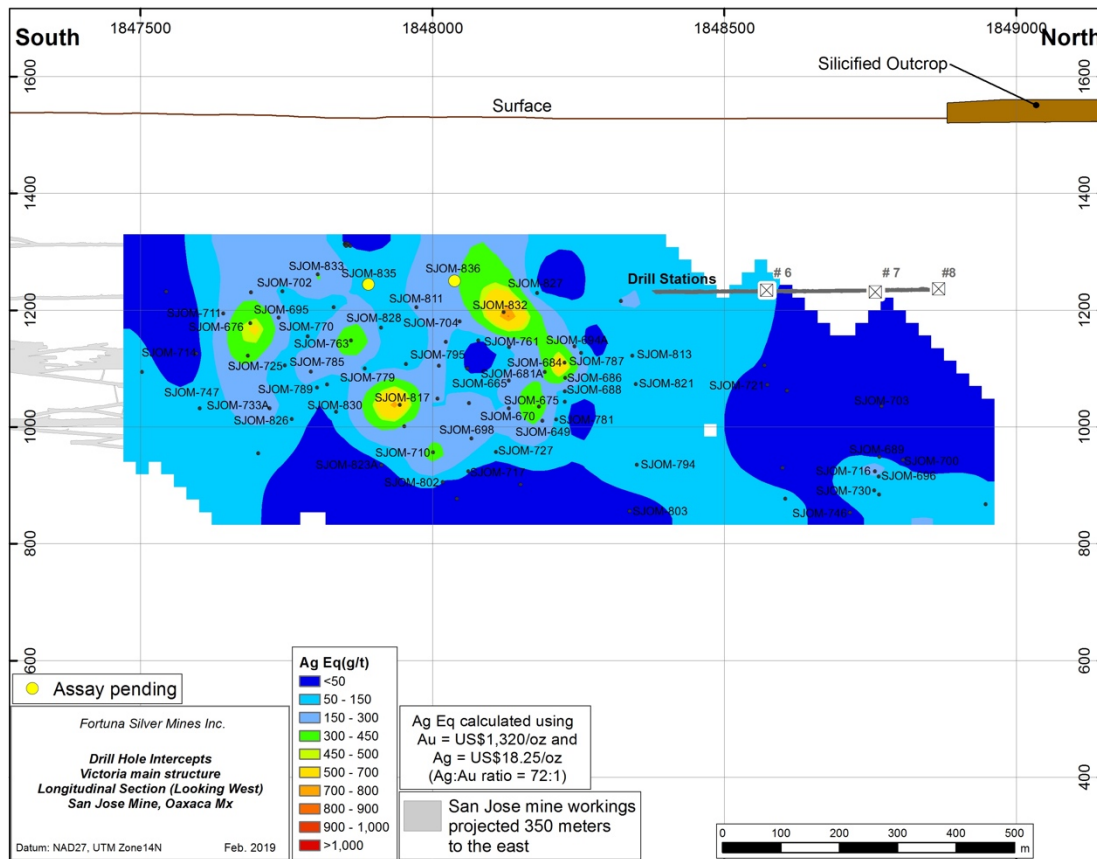 1847500
1848000
1848500
1849000
South
North
Silicified Outcrop
Surface
1600
1600
1400
1400
1200
1200
1000
1000
800
800
600
600
400
Drill Stations
# 6
# 7
#8
SJOM-833
SJOM-835
SJOM-836
SJOM-702
SJOM-827
SJOM-811
SJOM-832
SJOM-711
SJOM-695
SJOM-828
SJOM-704
SJOM-676
SJOM-770
SJOM-763
SJOM-761
SJOM-694A
SJOM-714
SJOM-725
SJOM-785
SJOM-795
SJOM-684
SJOM-787
SJOM-813
SJOM-779
SJOM-681A
SJOM-686
SJOM-747
SJOM-789
SJOM-817
SJOM-665
SJOM-688
SJOM-821
SJOM-721
SJOM-733A
SJOM-830
SJOM-675
SJOM-793
SJOM-826
SJOM-670
SJOM-781
SJOM-698
SJOM-649
SJOM-710
SJOM-727
SJOM-689
SJOM-823A
SJOM-794
SJOM-700
SJOM-802
SJOM-716
SJOM-696
SJOM-730
SJOM-803
SJOM-746
Assay pending
Fortuna Silver Mines Inc.
Drill Hole Intercepts
Victoria main structure
Longitudinal Section (Looking West)
San Jose Mine, Oaxaca Mx
Datum: NAD27, UTM Zone14N Feb. 2019
Ag Eq(g/t)
<50
50 - 150
150 - 300
300 - 450
450 - 500
500 - 700
700 - 800
800 - 900
900 - 1,000
>1,000
Ag Eq calculated using
Au = US$1,320/oz and
Ag = US$18.25/oz
(Ag:Au ratio = 72:1)
San Jose mine workings
projected 350 meters
to the east
0 100 200 300 400 500
m